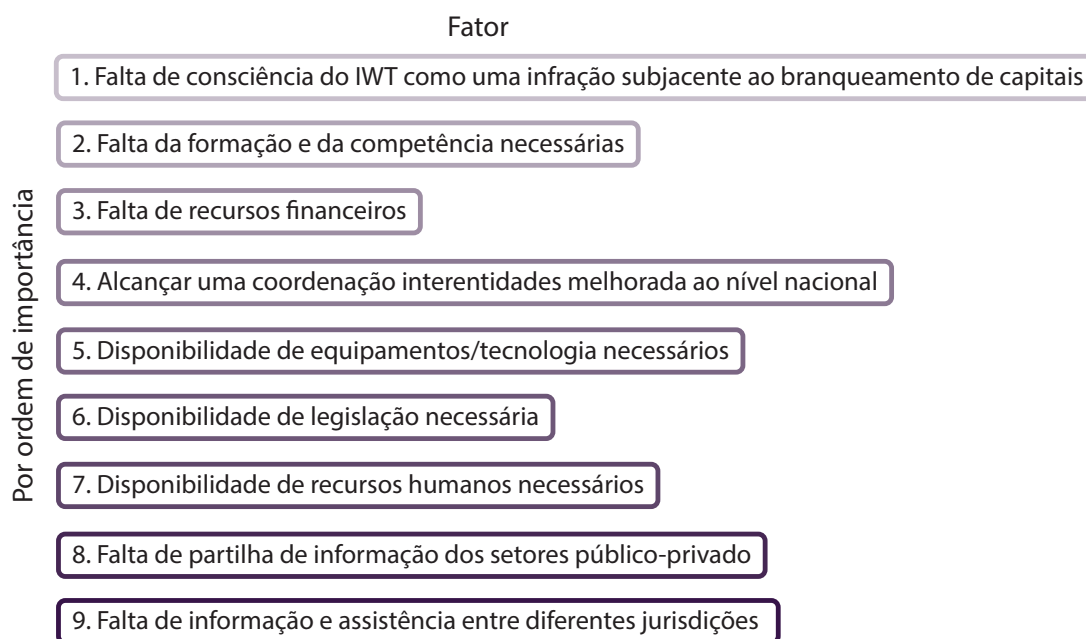 Fator
Por ordem de importância
1. Falta de consciência do IWT como uma infração subjacente ao branqueamento de capitais
2. Falta da formação e da competência necessárias
3. Falta de recursos financeiros
4. Alcançar uma coordenação interentidades melhorada ao nível nacional
5. Disponibilidade de equipamentos/tecnologia necessários
6. Disponibilidade de legislação necessária
7. Disponibilidade de recursos humanos necessários
8. Falta de partilha de informação dos setores público-privado
9. Falta de informação e assistência entre diferentes jurisdições